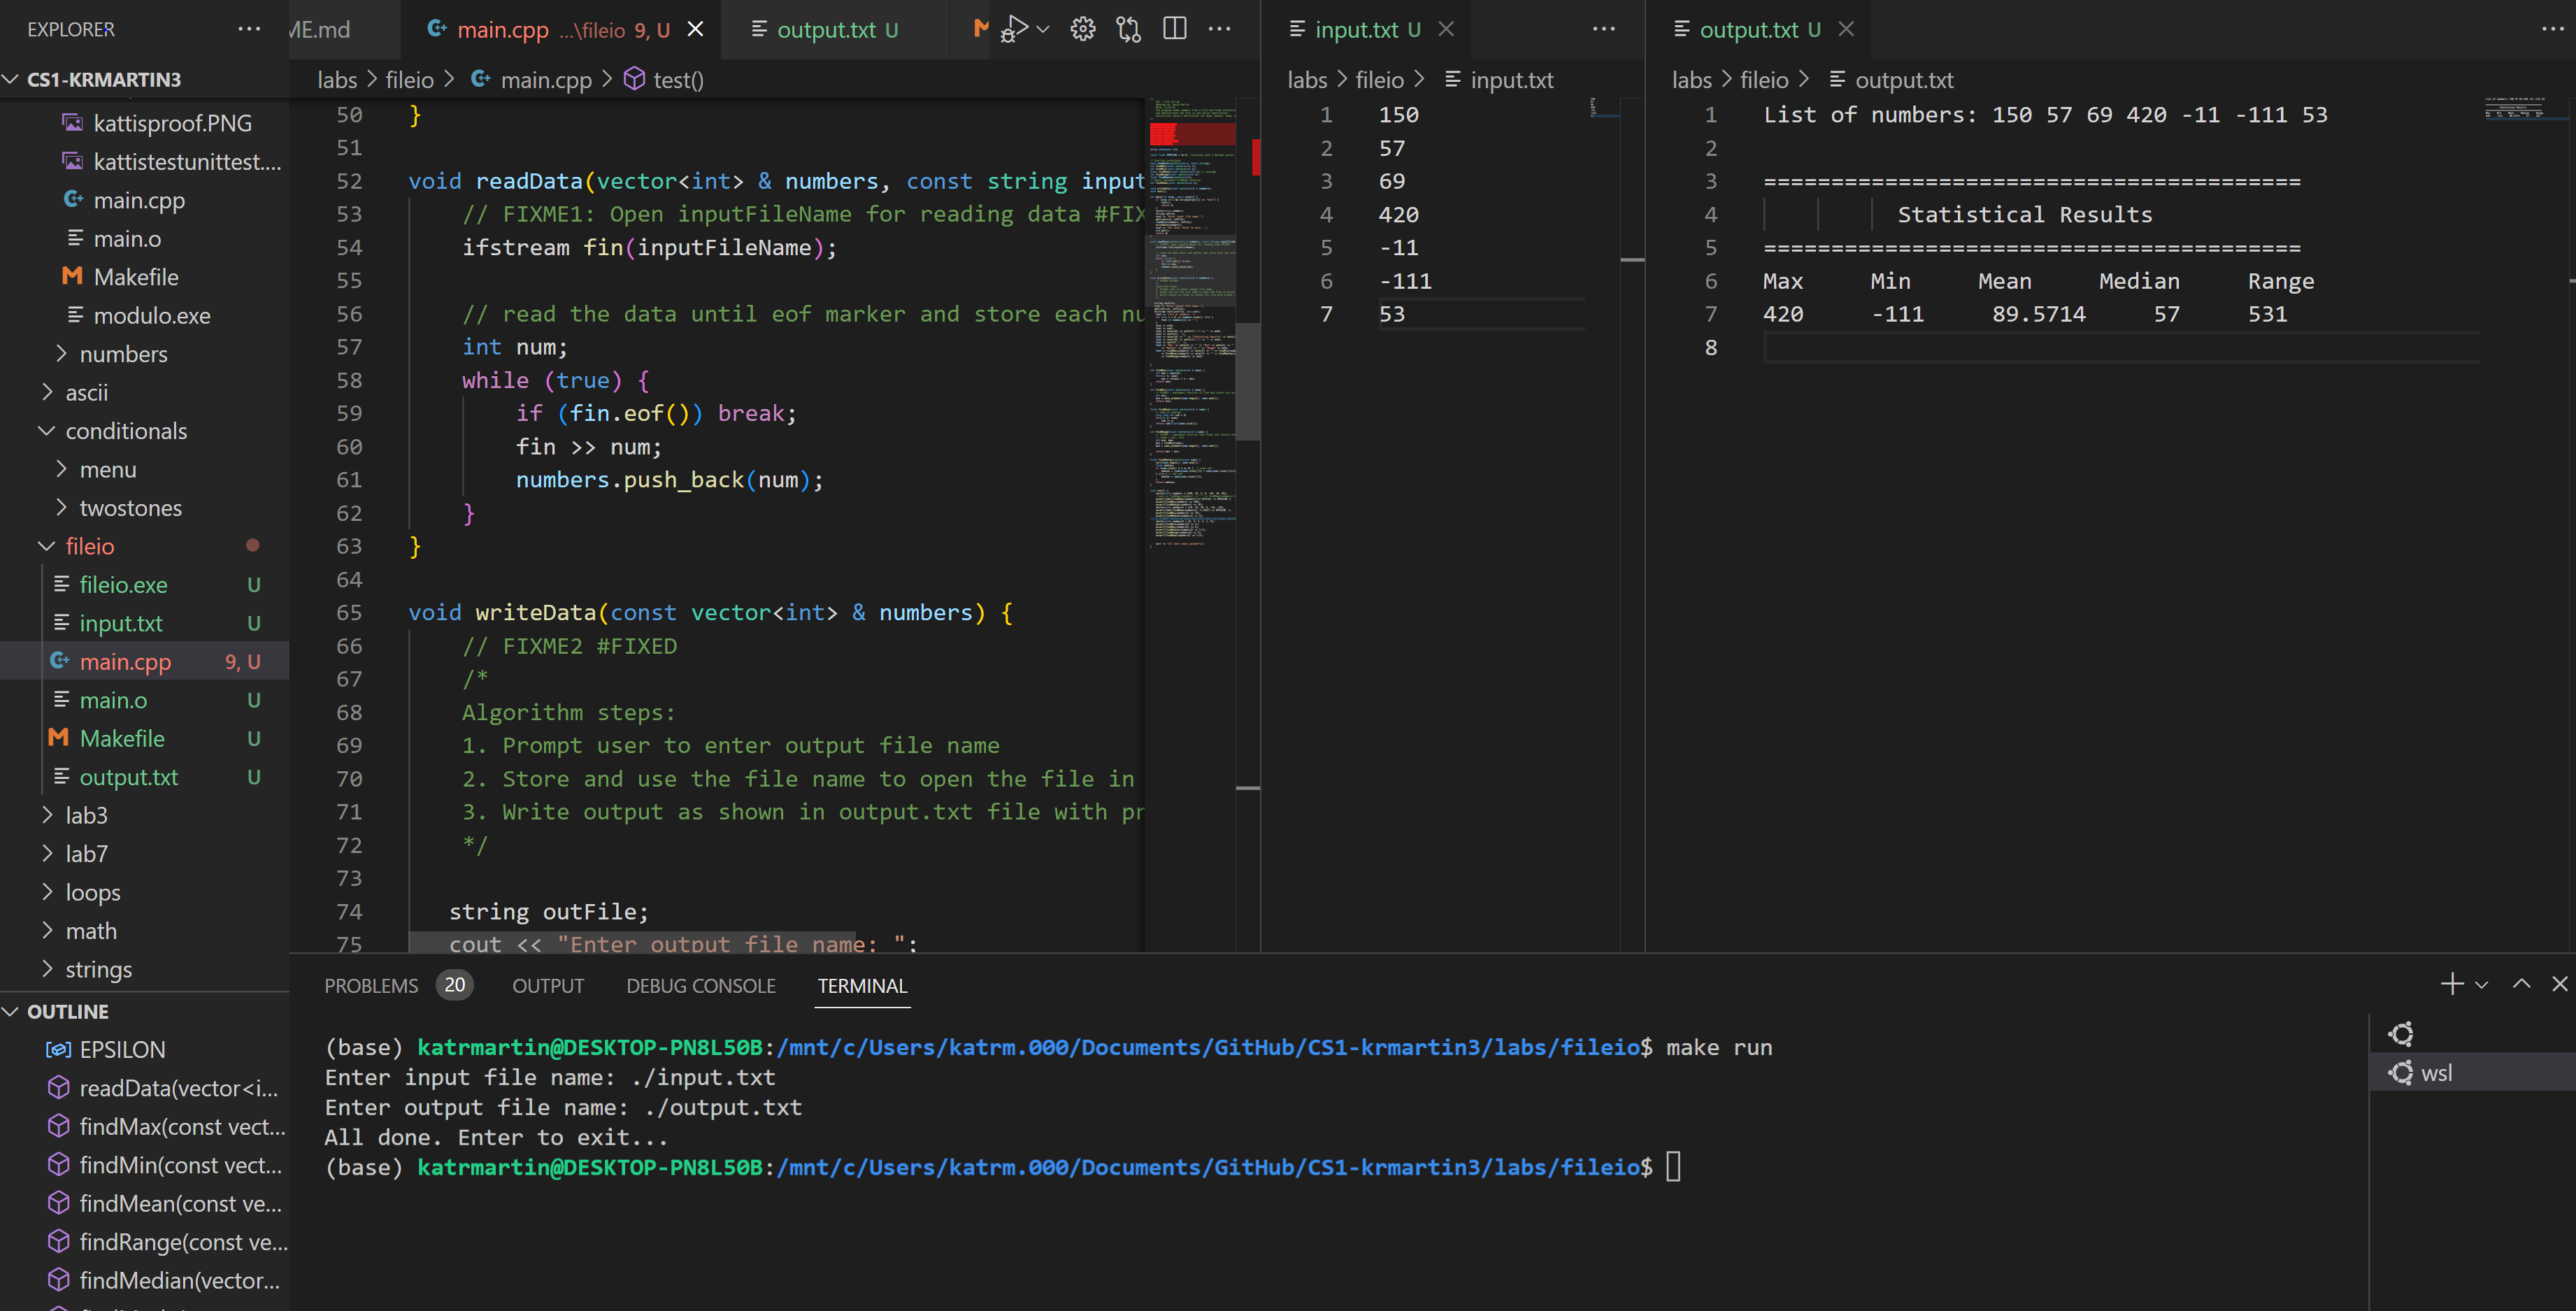 EXPLORER
CS1-KRMARTIN3
kattisproof.PNG
kattistestunittest....
main.cpp
main.o
Makefile
modulo.exe
numbers
ascii
conditionals
menu
twostones
fileio
fileio.exe U
input.txt U
main.cpp 9, U
main.o U
Makefile U
output.txt U
lab3
lab7
loops
math
strings
OUTLINE
EPSILON
readData(vector<i...
findMax(const vect...
findMin(const vect...
findMean(const ve...
findRange(const ve...
findMedian(vector...
ME.md
main.cpp ...\fileio 9, U
output.txt U
labs > fileio > main.cpp > test()
50 }
51
52 void readData(vector<int> & numbers, const string input
53 // FIXME1: Open inputFileName for reading data #FIX
54 ifstream fin(inputFileName);
55
56 // read the data until eof marker and store each nu
57 int num;
58 while (true) {
59 if (fin.eof()) break;
60 fin >> num;
61 numbers.push_back(num);
62 }
63 }
64
65 void writeData(const vector<int> & numbers) {
66 // FIXME2 #FIXED
67 /*
68 Algorithm steps:
69 1. Prompt user to enter output file name
70 2. Store and use the file name to open the file in
71 3. Write output as shown in output.txt file with pr
72 */
73
74 string outFile;
75 cout << "Enter output file name: ";
input.txt U
labs > fileio > input.txt
1 150
2 57
3 69
4 420
5 -11
6 -111
7 53
output.txt U
labs > fileio > output.txt
1 List of numbers: 150 57 69 420 -11 -111 53
2
3 ========================================
4 Statistical Results
5 ========================================
6 Max Min Mean Median Range
7 420 -111 89.5714 57 531
8
PROBLEMS 20 OUTPUT DEBUG CONSOLE TERMINAL
(base) katrmartin@DESKTOP-PN8L50B:/mnt/c/Users/katrm.000/Documents/GitHub/CS1-krmartin3/labs/fileio$ make run
Enter input file name: ./input.txt
Enter output file name: ./output.txt
All done. Enter to exit...
(base) katrmartin@DESKTOP-PN8L50B:/mnt/c/Users/katrm.000/Documents/GitHub/CS1-krmartin3/labs/fileio$
wsl